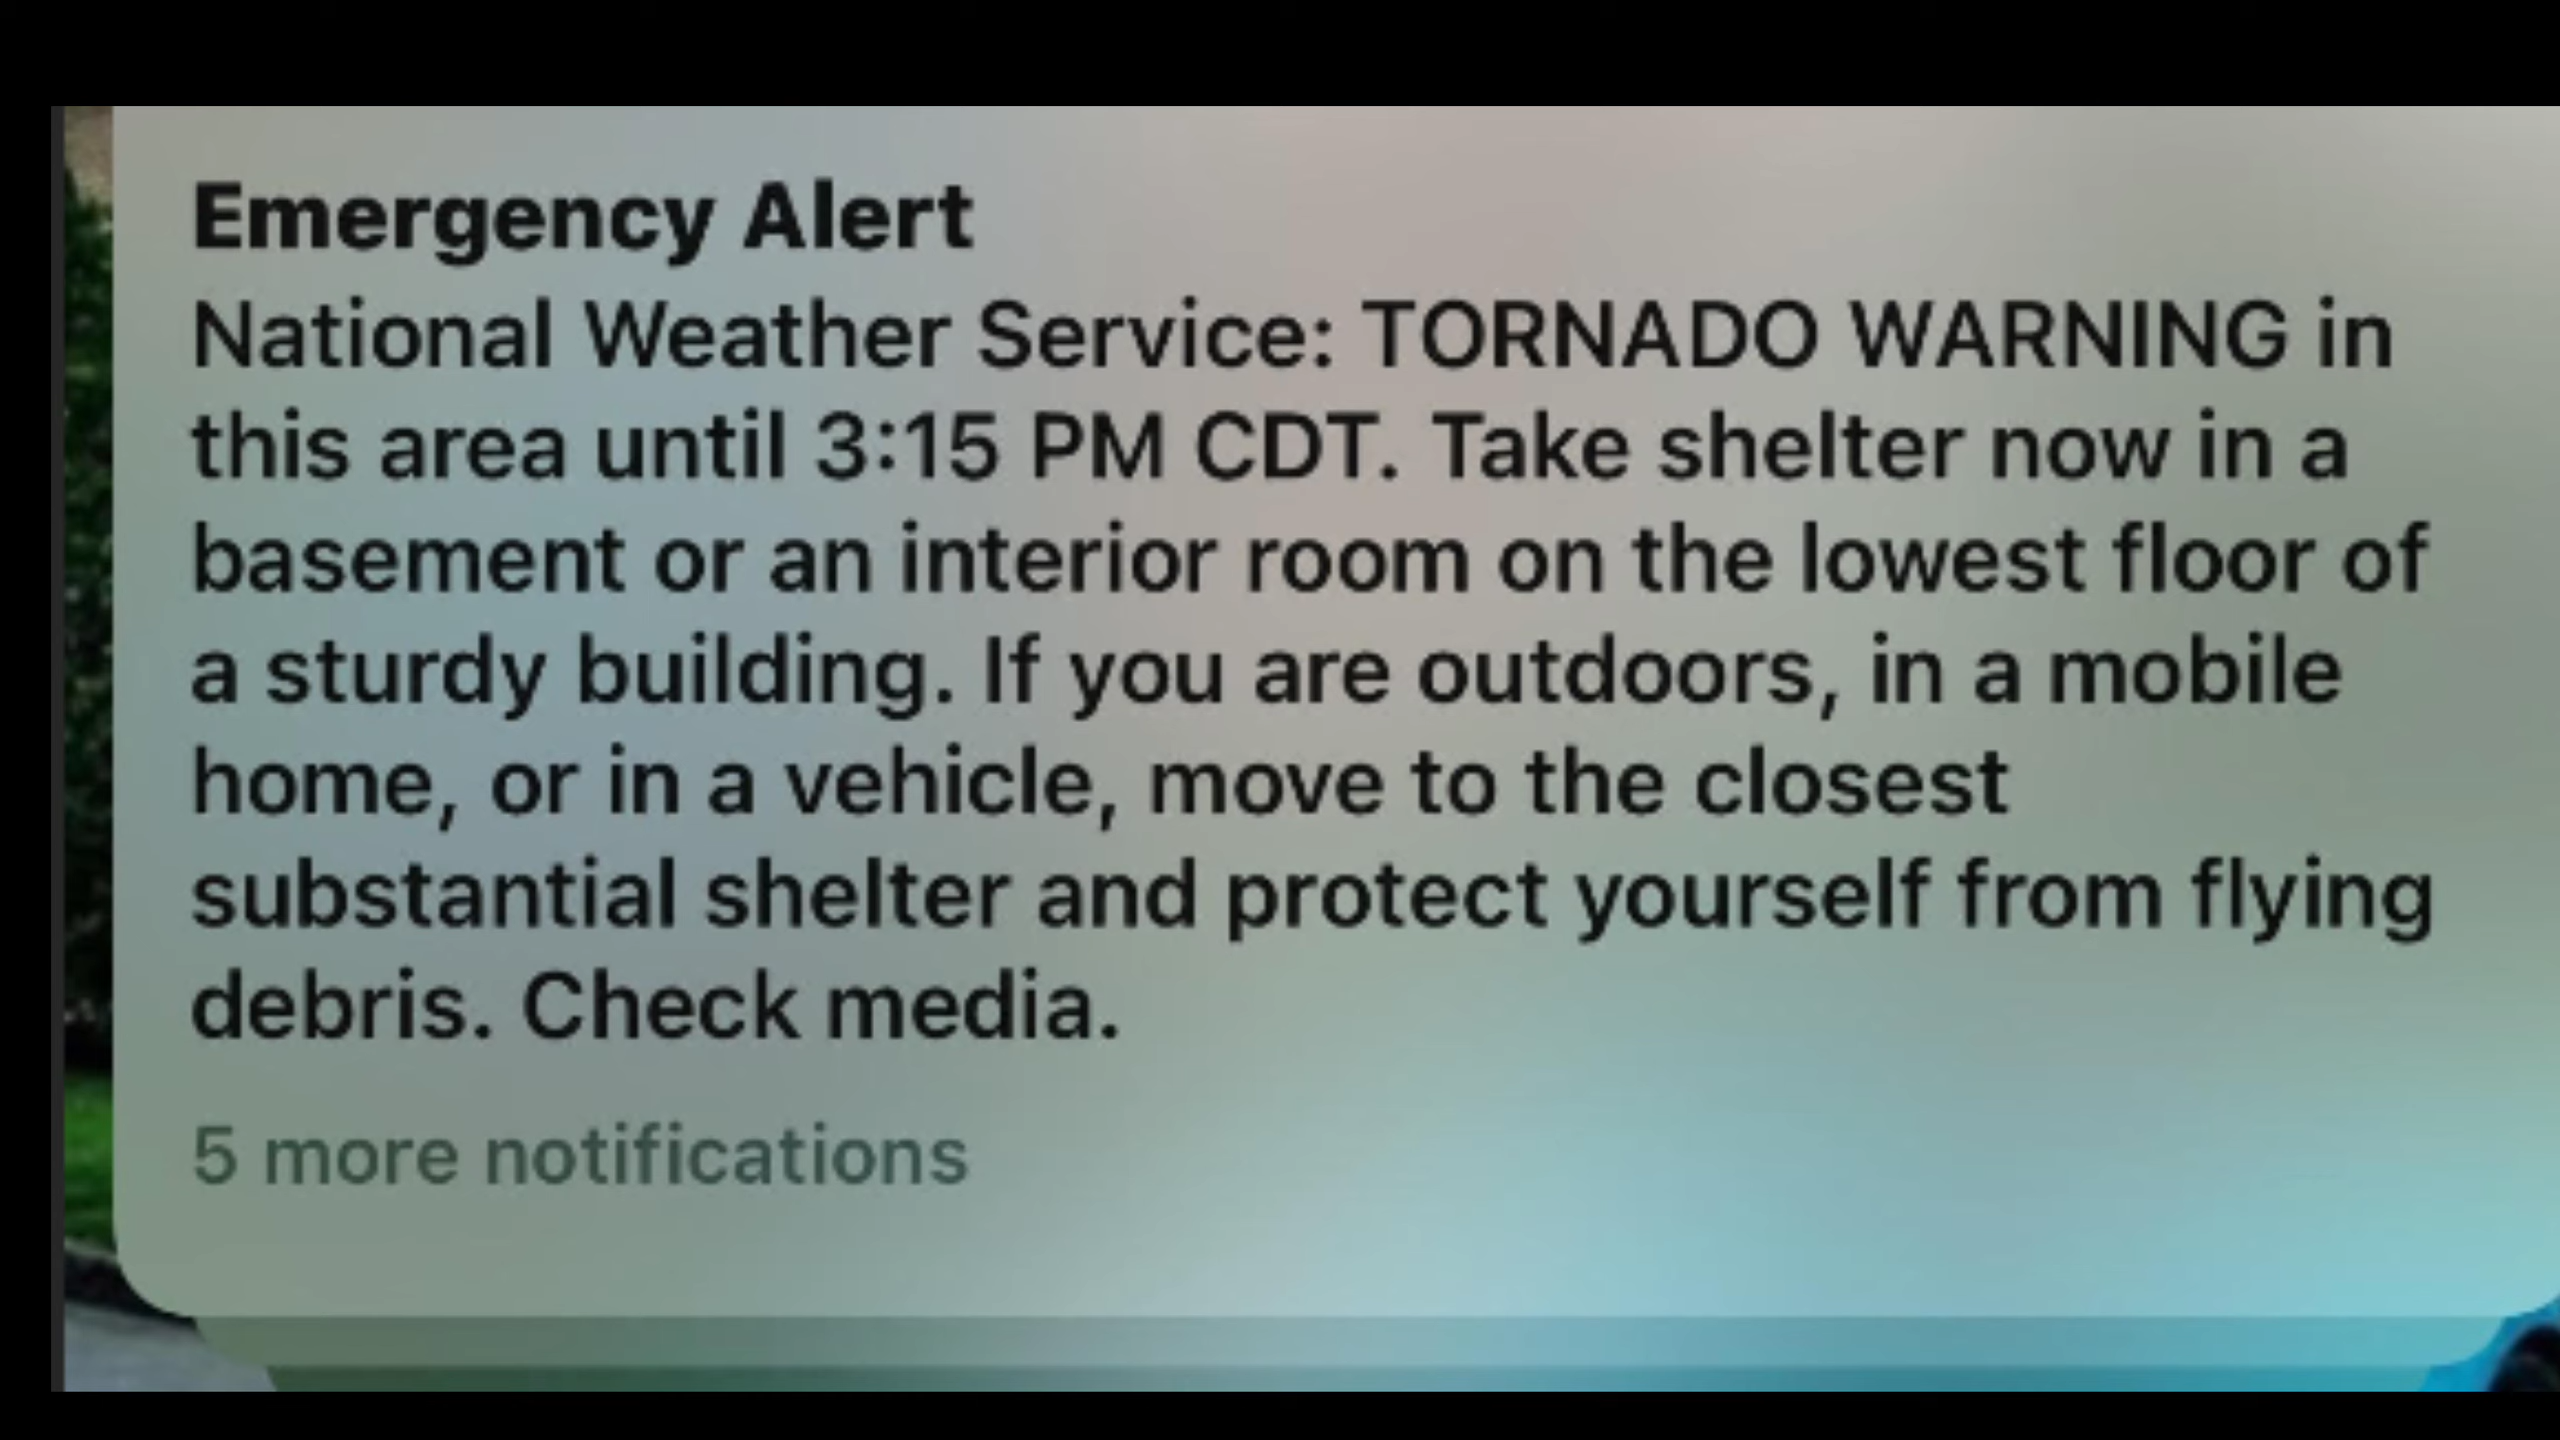 Emergency Alert
National Weather Service: TORNADO WARNING in
this area until 3:15 PM CDT. Take shelter now in a
basement or an interior room on the lowest floor of
a sturdy building. If you are outdoors, in a mobile
home, or in a vehicle, move to the closest
substantial shelter and protect yourself from flying
debris. Check media.
5 more notifications